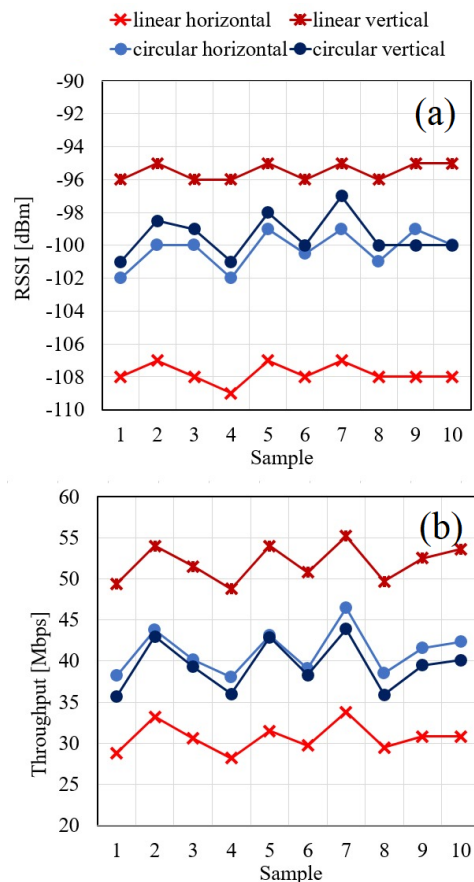 linear horizontal linear vertical
circular horizontal circular vertical
(a)
RSSI [dBm]
-90
-92
-94
-96
-98
-100
-102
-104
-106
-108
-110
1 2 3 4 5 6 7 8 9 10
Sample
(b)
Throughput [Mbps]
60
55
50
45
40
35
30
25
20
1 2 3 4 5 6 7 8 9 10
Sample